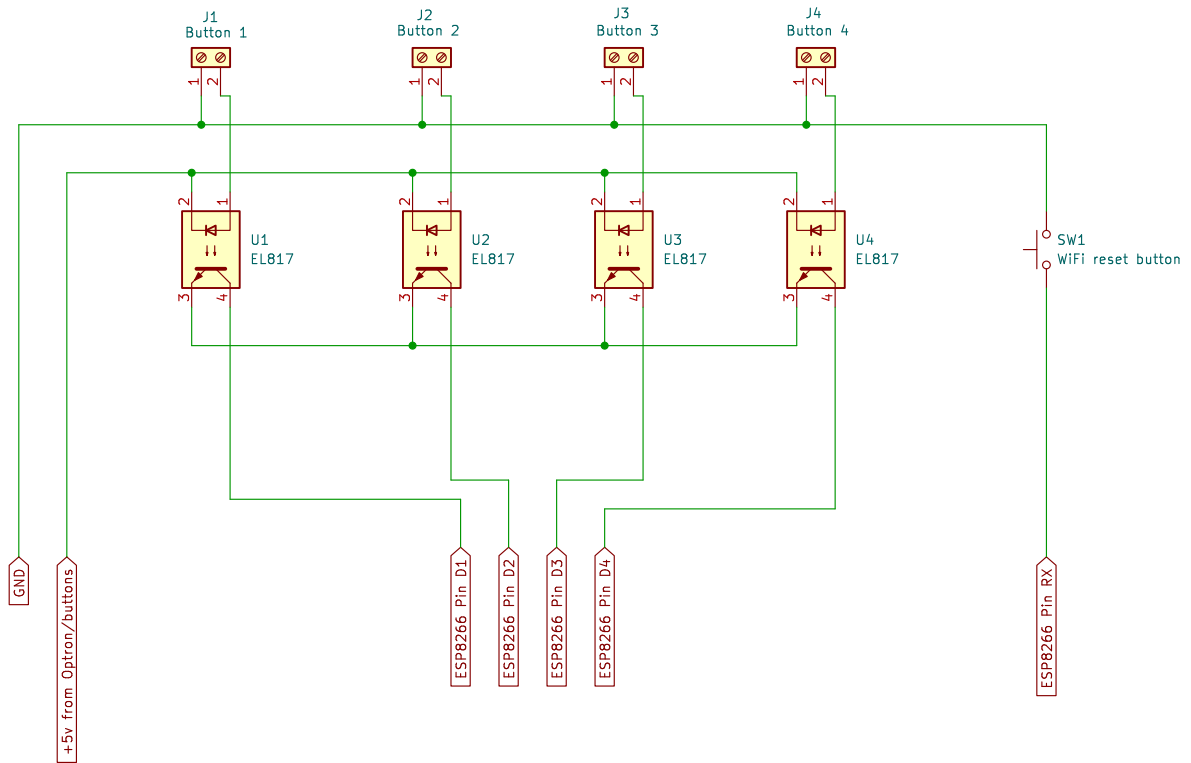 J1
Button 1
J2
Button 2
J3
Button 3
J4
Button 4
1
2
1
2
1
2
1
2
2
1
2
1
2
1
2
1
U1
EL817
U2
EL817
U3
EL817
U4
EL817
SW1
WiFi reset button
3
4
3
4
3
4
3
4
GND
+5v from Optron/buttons
ESP8266 Pin D1
ESP8266 Pin D2
ESP8266 Pin D3
ESP8266 Pin D4
ESP8266 Pin RX